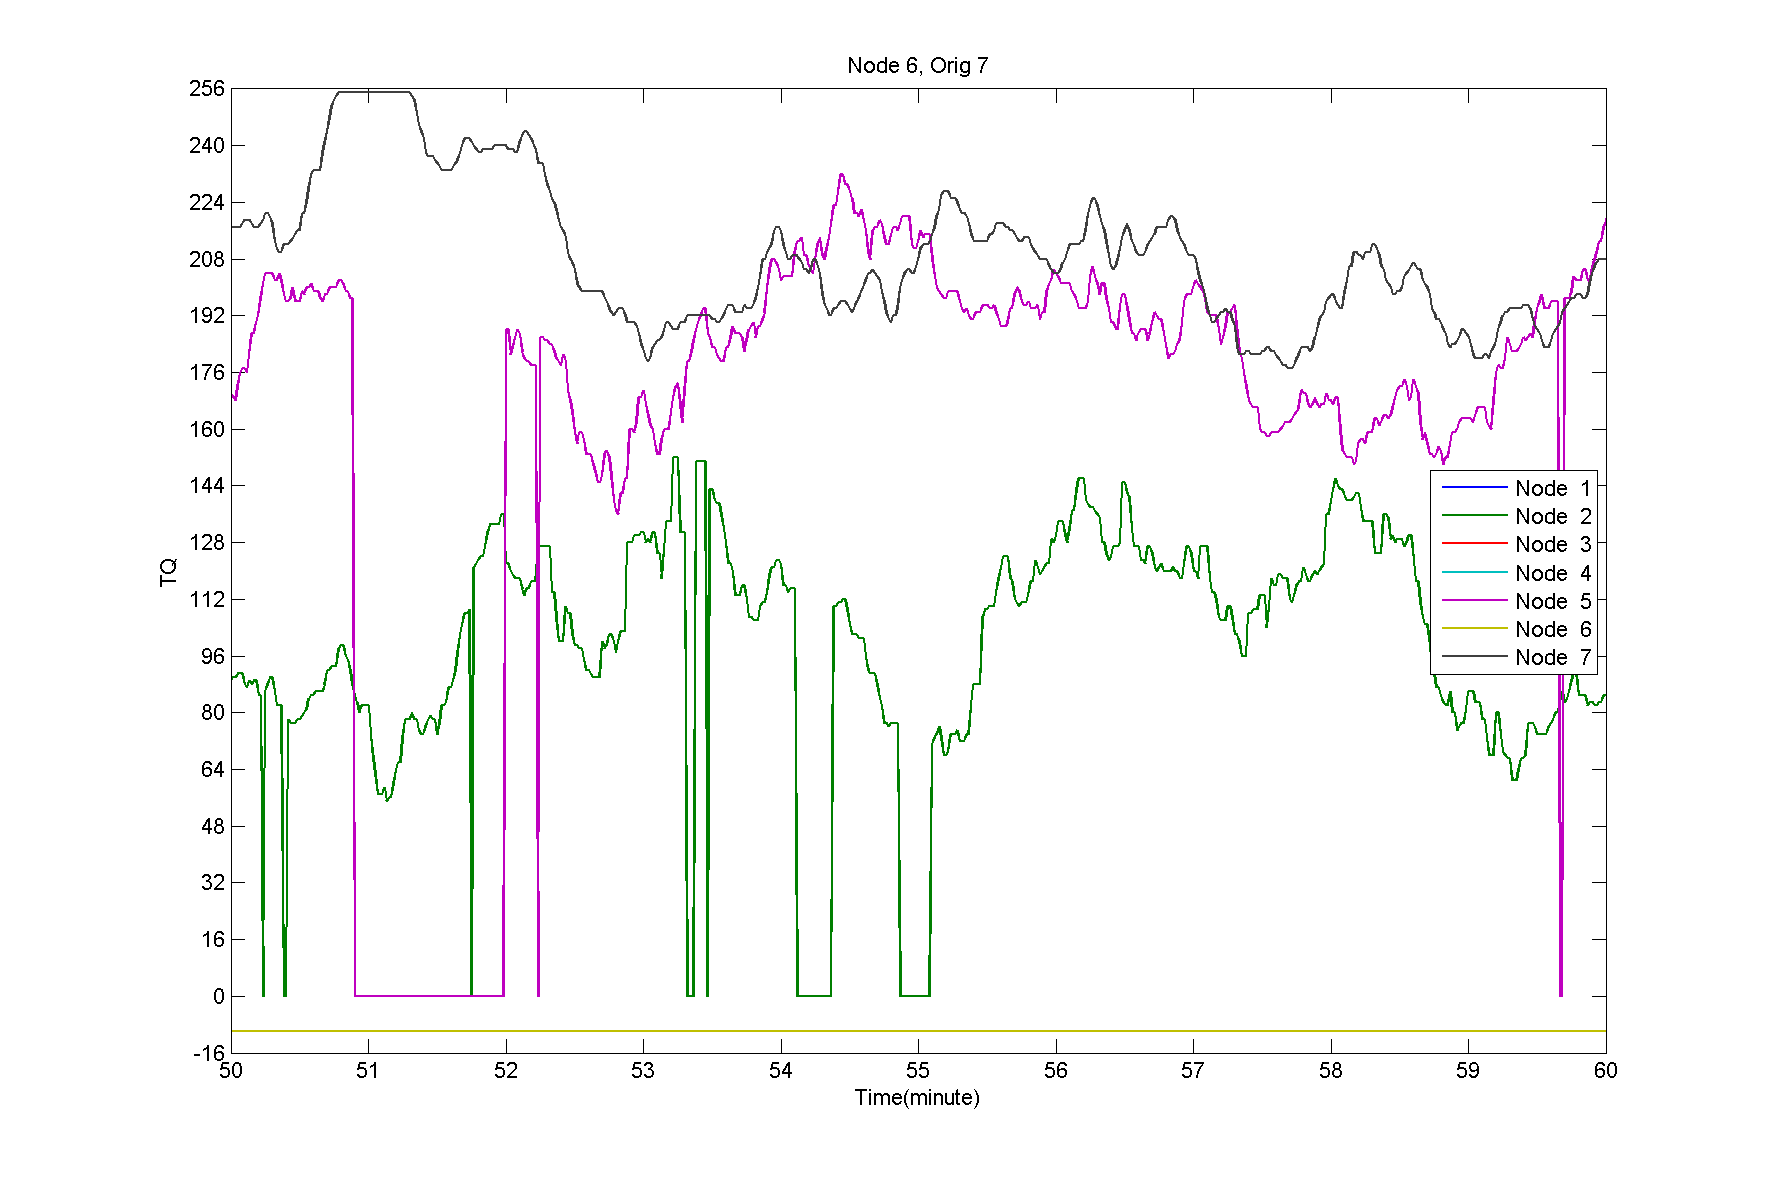 Node 6, Orig 7
256
240
224
208
192
176
160
144
128
112
96
80
64
48
32
16
0
-16
TQ
Node 1
Node 2
Node 3
Node 4
Node 5
Node 6
Node 7
50 51 52 53 54 55 56 57 58 59 60
Time(minute)